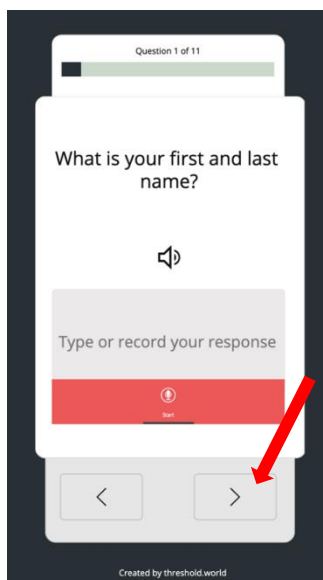 Question 1 of 11
What is your first and last
name?
Type or record your response
Start
Created by threshold.world